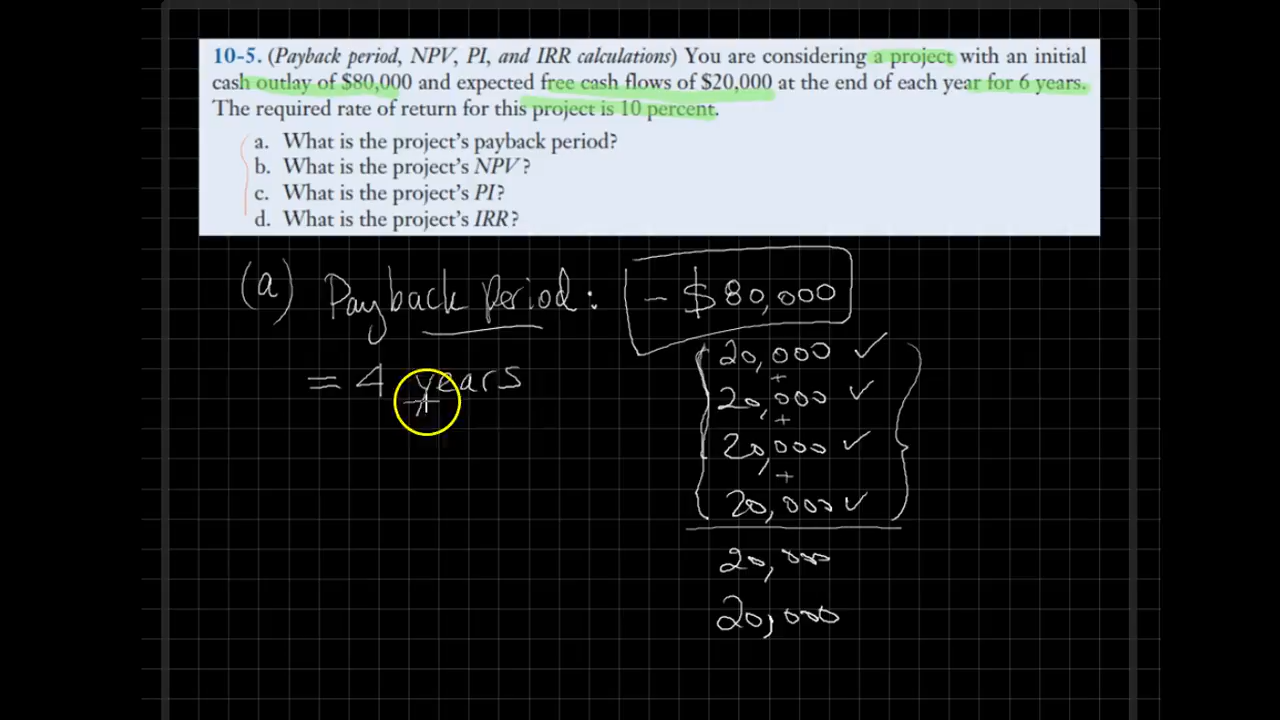 10-5. (Payback period, NPV, PI, and IRR calculations) You are considering a project with an initial
cash outlay of $80,000 and expected free cash flows of $20,000 at the end of each year for 6 years.
The required rate of return for this project is 10 percent.
a. What is the project's payback period?
b. What is the project's NPV?
c. What is the project's PI?
d. What is the project's IRR?
(a) Payback Period: - $80,000
20,000 ✓
+
= 4 years
20,000 ✓
+
20,000 ✓
+
20,000 ✓
20,000
20,000